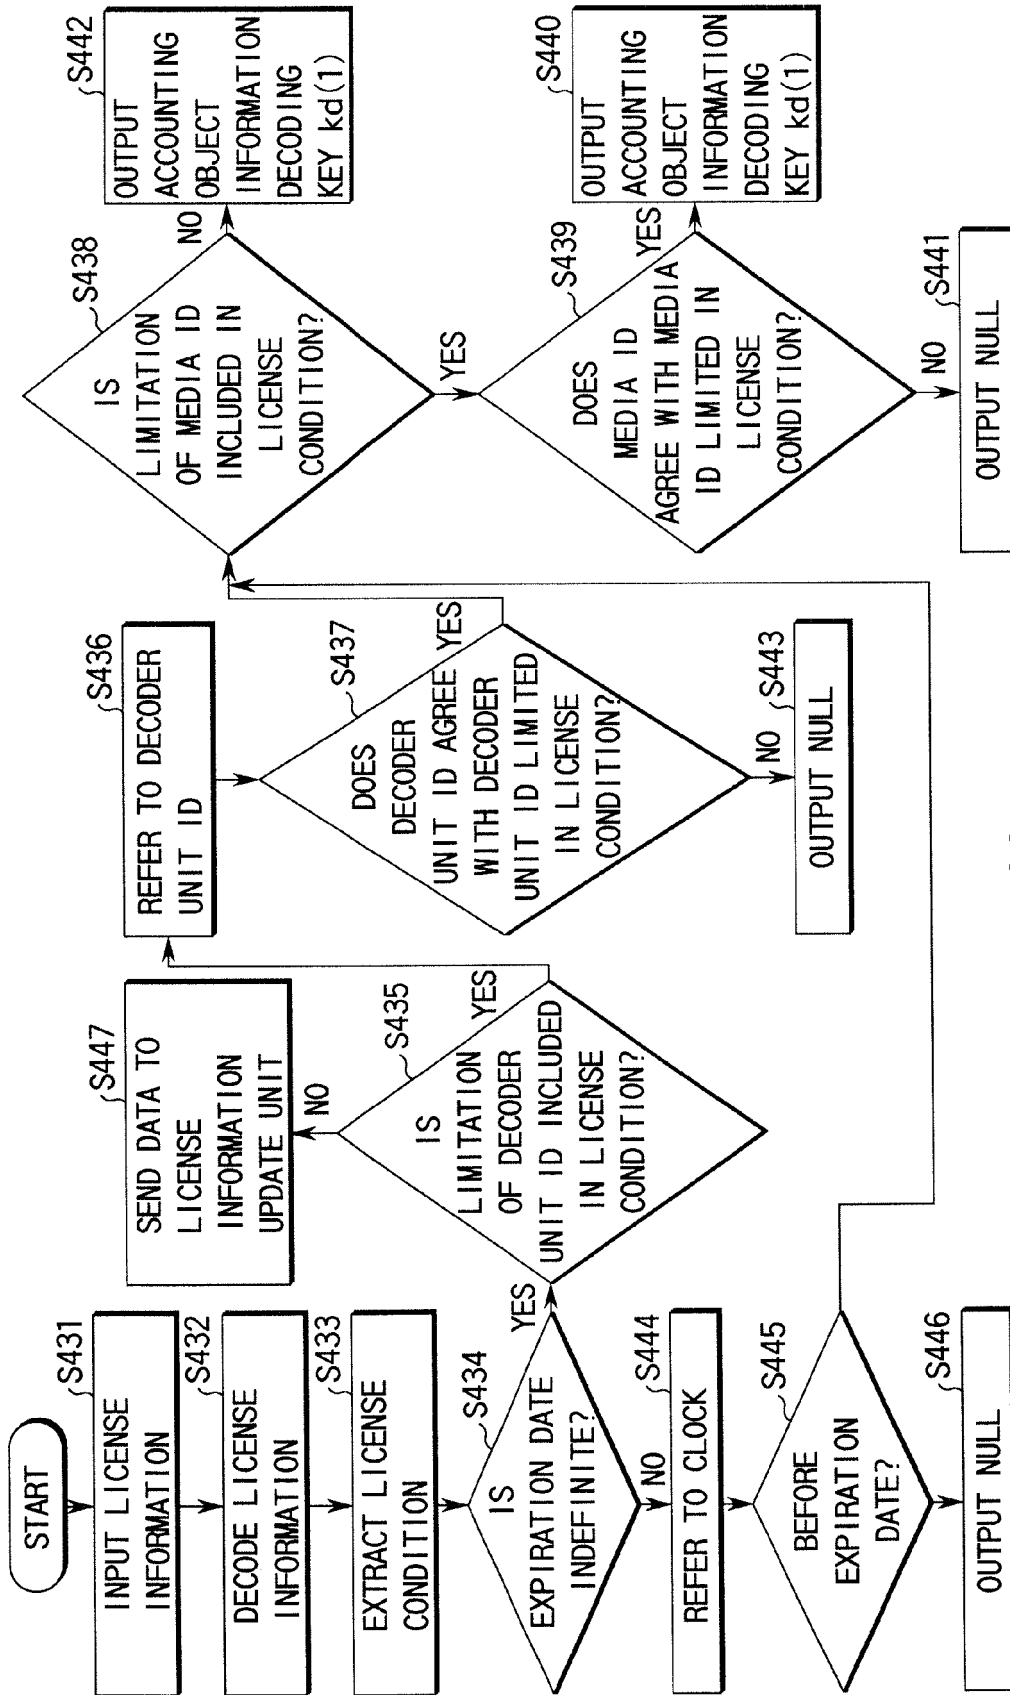 START
S431
INPUT LICENSE
INFORMATION
S432
DECODE LICENSE
INFORMATION
S433
EXTRACT LICENSE
CONDITION
S434
IS
EXPIRATION DATE
INDEFINITE?
YES
NO
S444
REFER TO CLOCK
S445
BEFORE
EXPIRATION
DATE?
S446
OUTPUT NULL
S447
SEND DATA TO
LICENSE
INFORMATION
UPDATE UNIT
NO
S435
IS
LIMITATION
OF DECODER
UNIT ID INCLUDED
IN LICENSE
CONDITION?
YES
S436
REFER TO DECODER
UNIT ID
S437
DOES
DECODER
UNIT ID AGREE
WITH DECODER
UNIT ID LIMITED
IN LICENSE
CONDITION?
YES
NO
S443
OUTPUT NULL
S438
IS
LIMITATION
OF MEDIA ID
INCLUDED IN
LICENSE
CONDITION?
NO
YES
S442
OUTPUT
ACCOUNTING
OBJECT
INFORMATION
DECODING
KEY kd(1)
S439
DOES
MEDIA ID
AGREE WITH MEDIA
ID LIMITED IN
LICENSE
CONDITION?
YES
NO
S440
OUTPUT
ACCOUNTING
OBJECT
INFORMATION
DECODING
KEY kd(1)
S441
OUTPUT NULL